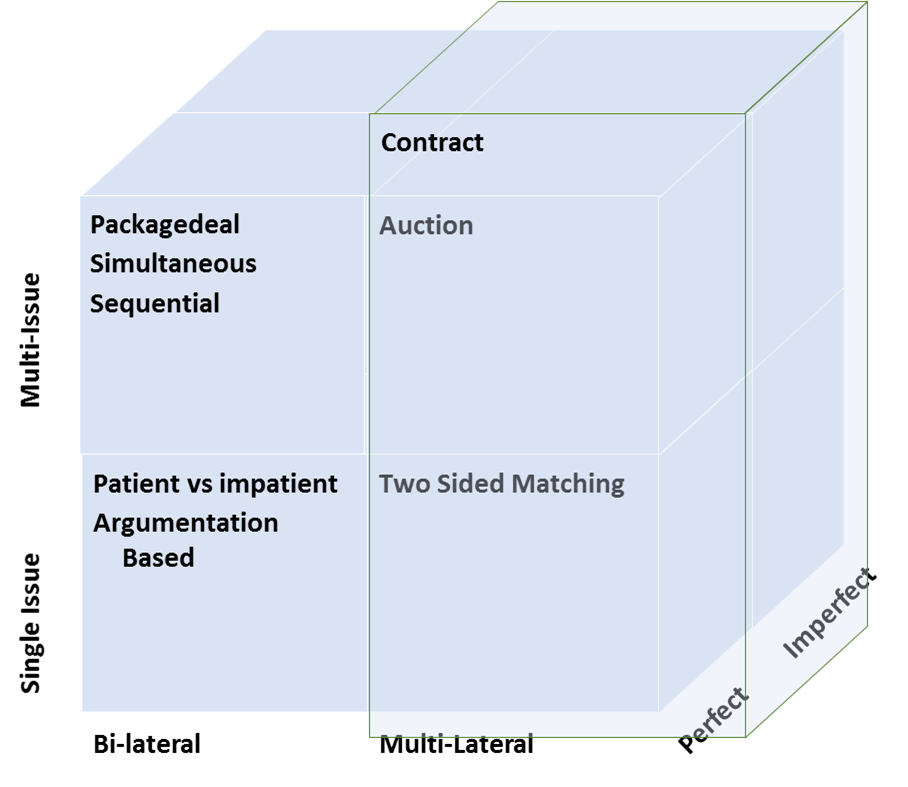 Contract
Packagedeal
Simultaneous
Sequential
Auction
Multi-Issue
Patient vs impatient
Argumentation
Based
Two Sided Matching
Single Issue
Bi-lateral
Multi-Lateral
Perfect
Imperfect